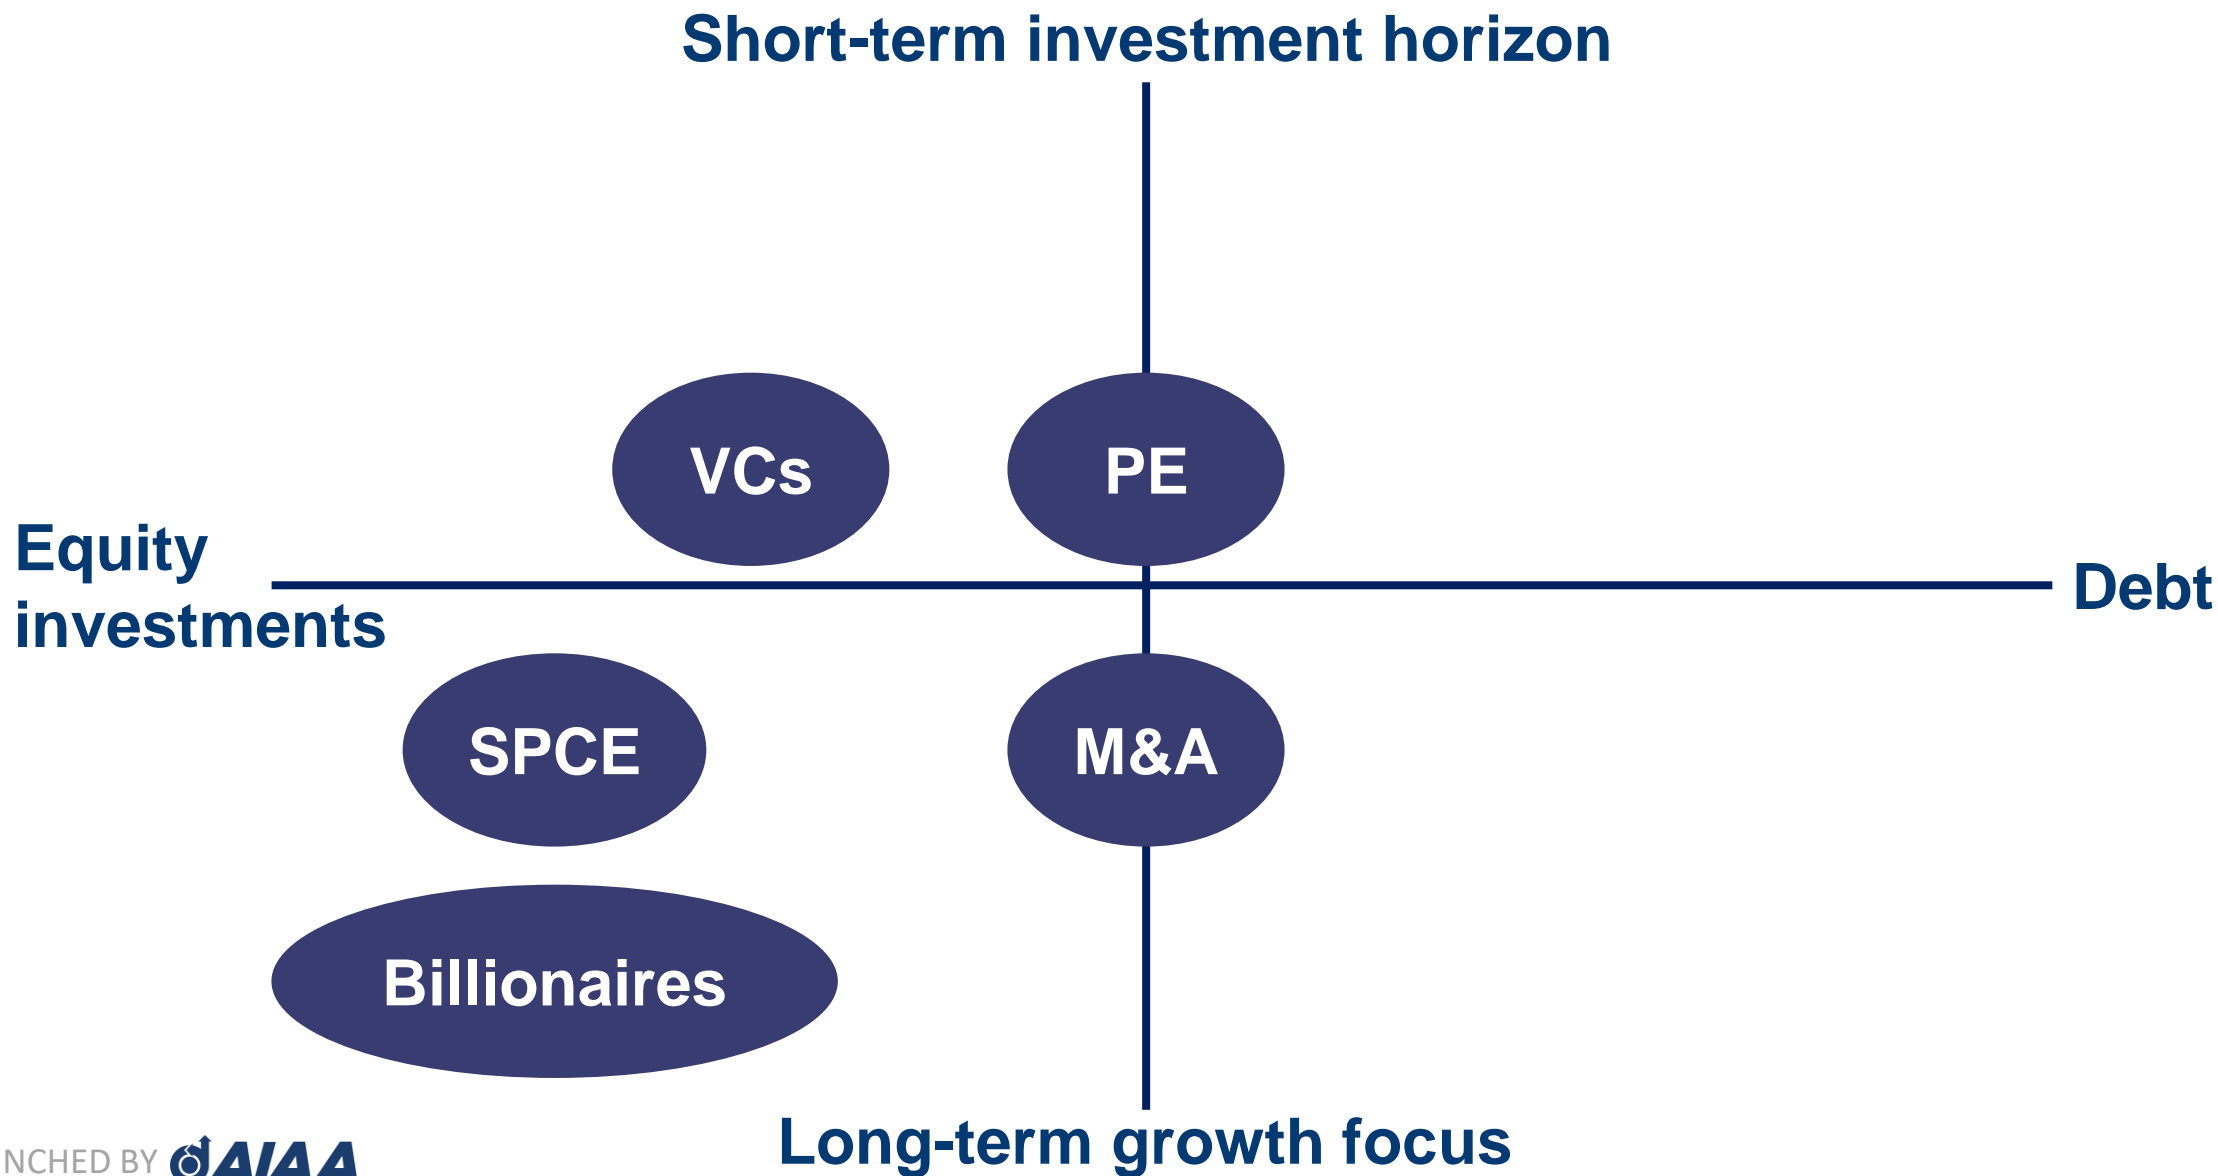 Short-term investment horizon
VCs
PE
Equity
investments
Debt
SPCE
M&A
Billionaires
Long-term growth focus
NCHED BY AIAA